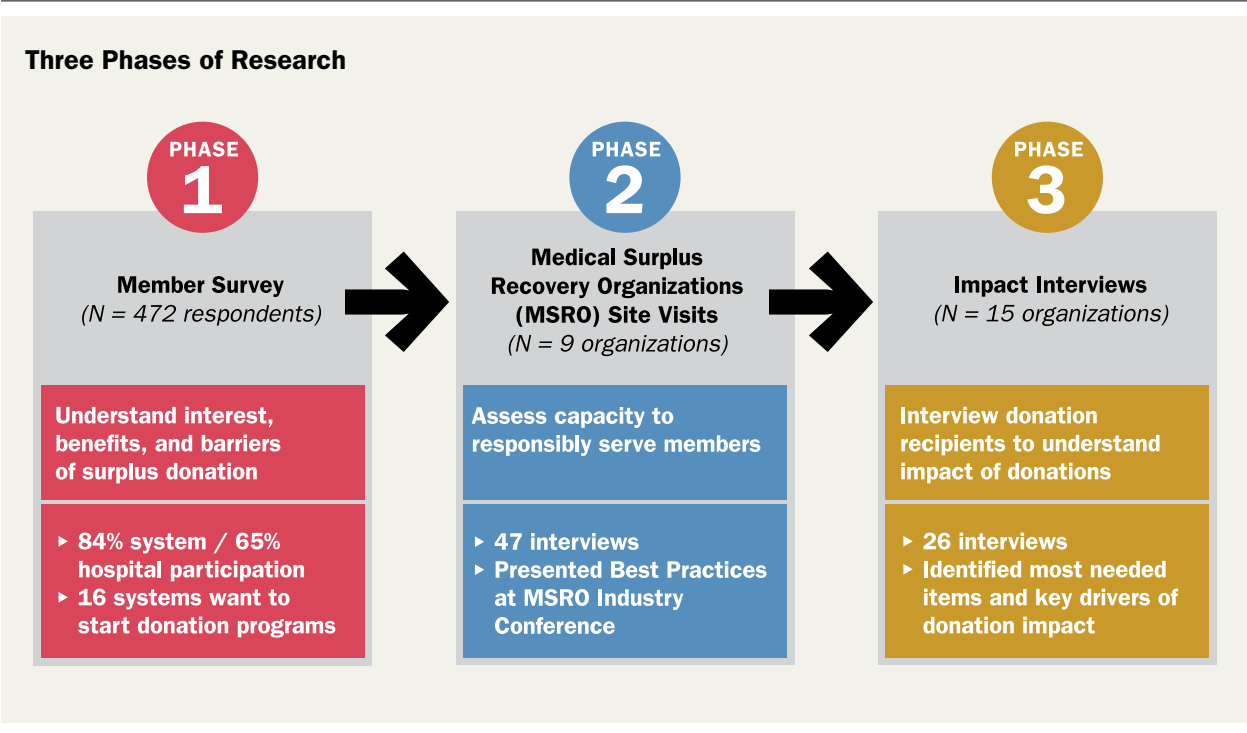 Three Phases of Research
PHASE
1
Member Survey
(N = 472 respondents)
Understand interest,
benefits, and barriers
of surplus donation
▸ 84% system / 65%
hospital participation
▸ 16 systems want to
start donation programs
PHASE
2
Medical Surplus
Recovery Organizations
(MSRO) Site Visits
(N = 9 organizations)
Assess capacity to
responsibly serve members
▸ 47 interviews
▸ Presented Best Practices
at MSRO Industry
Conference
PHASE
3
Impact Interviews
(N = 15 organizations)
Interview donation
recipients to understand
impact of donations
▸ 26 interviews
▸ Identified most needed
items and key drivers of
donation impact